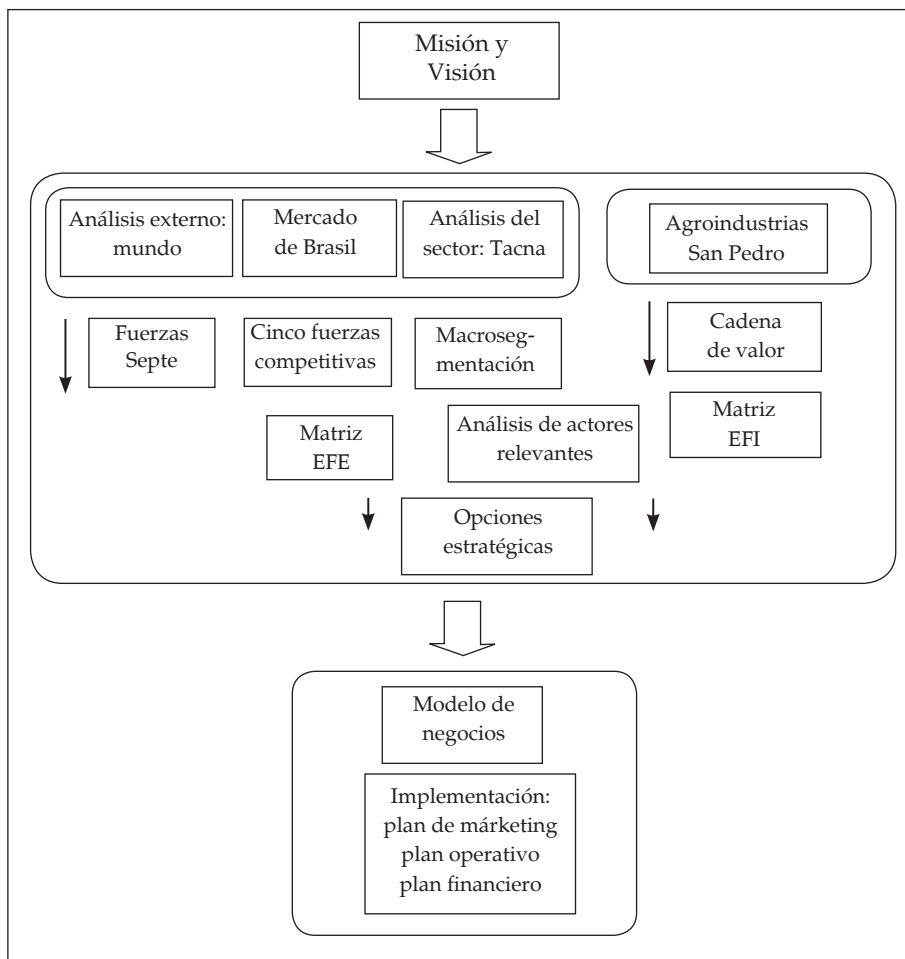 Misión y
Visión
Análisis externo:
mundo
Mercado
de Brasil
Análisis del
sector: Tacna
Agroindustrias
San Pedro
Fuerzas
Septe
Cinco fuerzas
competitivas
Macroseg-
mentación
Cadena
de valor
Matriz
EFE
Análisis de actores
relevantes
Matriz
EFI
Opciones
estratégicas
Modelo de
negocios
Implementación:
plan de márketing
plan operativo
plan financiero